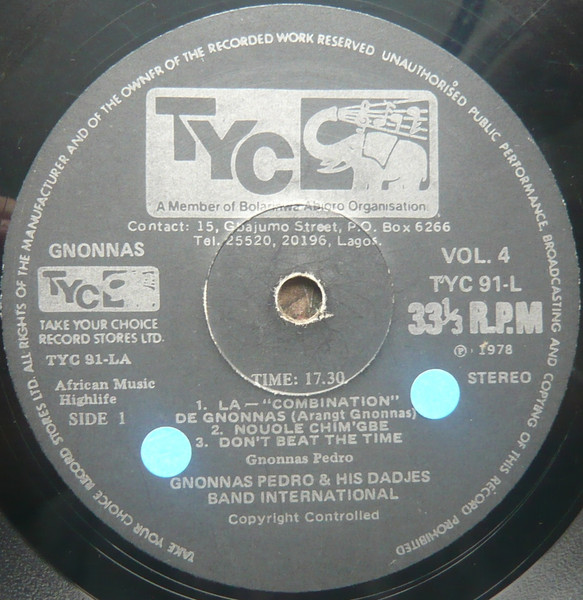 ALL RIGHTS OF THE MANUFACTURER AND OF THE OWNER OF THE RECORDED WORK RESERVED UNAUTHORISED PUBLIC PERFORMANCE, BROADCASTING AND COPYING OF THIS RECORD PROHIBITED
TAKE YOUR CHOICE RECORD STORES LTD.
TYC
A Member of Bolarinwa Abioro Organisation.
Contact: 15, Gbajumo Street, P.O. Box 6266
Tel. 25520, 20196, Lagos.
GNONNAS
TYC
TAKE YOUR CHOICE
RECORD STORES LTD.
TYC 91-LA
African Music
Highlife
SIDE 1
VOL. 4
TYC 91-L
33⅓ R.P.M
℗ 1978
STEREO
TIME: 17.30
1. LA — "COMBINATION"
DE GNONNAS (Arangt Gnonnas)
2. NOUOLE CHIM'GBE
3. DON'T BEAT THE TIME
Gnonnas Pedro
GNONNAS PEDRO & HIS DADJES
BAND INTERNATIONAL
Copyright Controlled